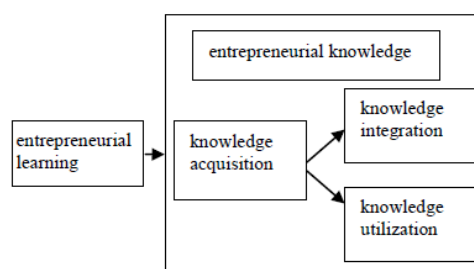 entrepreneurial knowledge
entrepreneurial
learning
knowledge
acquisition
knowledge
integration
knowledge
utilization